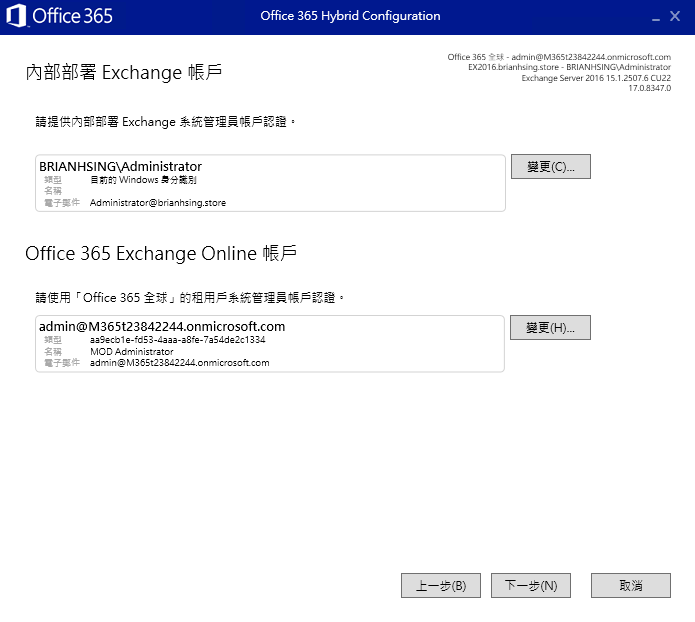 Office 365
Office 365 Hybrid Configuration
內部部署 Exchange 帳戶
Office 365 全球 - admin@M365t23842244.onmicrosoft.com
EX2016.brianhsing.store - BRIANHSING\Administrator
Exchange Server 2016 15.1.2507.6 CU22
17.0.8347.0
請提供內部部署 Exchange 系統管理員帳戶認證。
BRIANHSING\Administrator
類型 目前的 Windows 身分識別
名稱
電子郵件 Administrator@brianhsing.store
變更(C)...
Office 365 Exchange Online 帳戶
請使用「Office 365 全球」的租用戶系統管理員帳戶認證。
admin@M365t23842244.onmicrosoft.com
類型 aa9ecb1e-fd53-4aaa-a8fe-7a54de2c1334
名稱 MOD Administrator
電子郵件 admin@M365t23842244.onmicrosoft.com
變更(H)...
上一步(B)
下一步(N)
取消